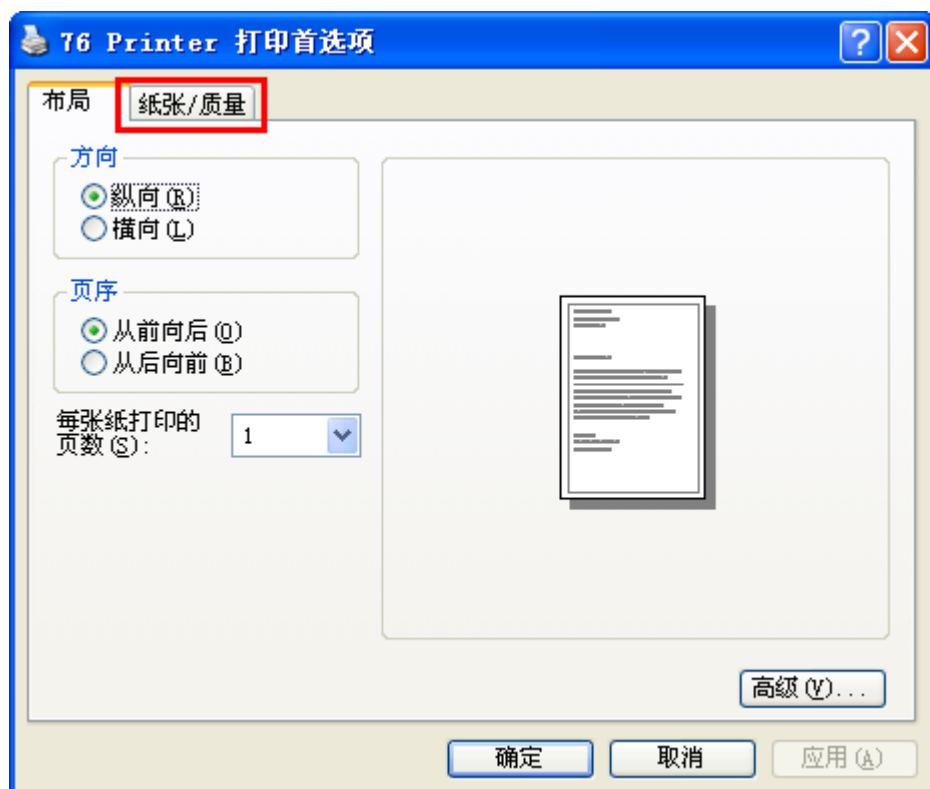 76 Printer 打印首选项
布局
纸张/质量
方向
纵向(R)
横向(L)
页序
从前向后(O)
从后向前(B)
每张纸打印的
页数(S):
1
高级(V)...
确定
取消
应用(A)